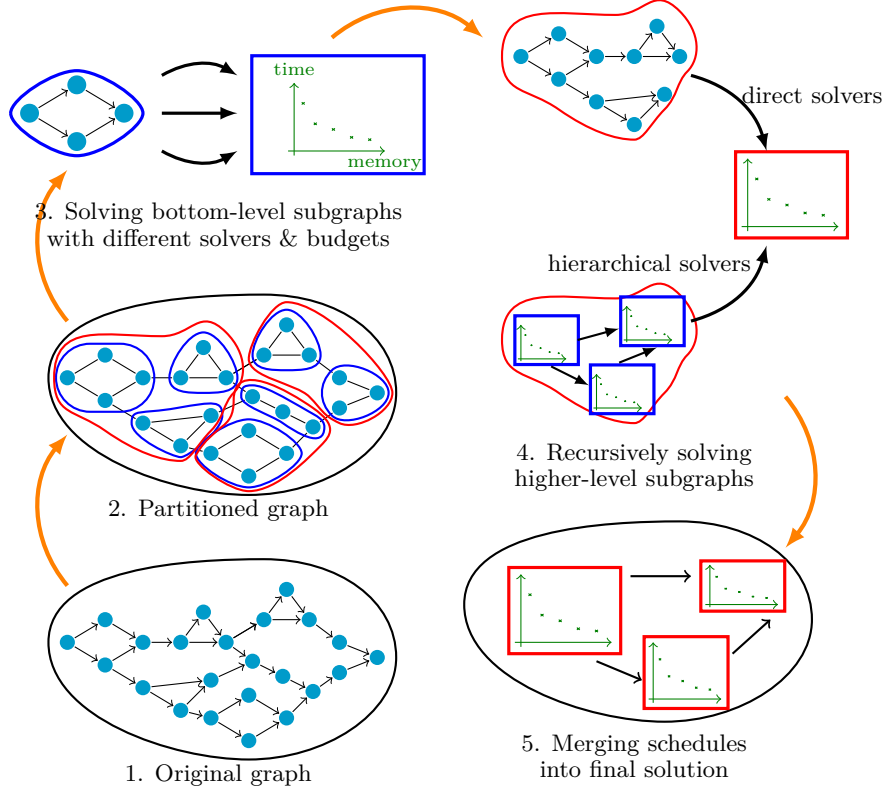 time
memory
3. Solving bottom-level subgraphs
with different solvers & budgets
2. Partitioned graph
1. Original graph
direct solvers
hierarchical solvers
4. Recursively solving
higher-level subgraphs
5. Merging schedules
into final solution